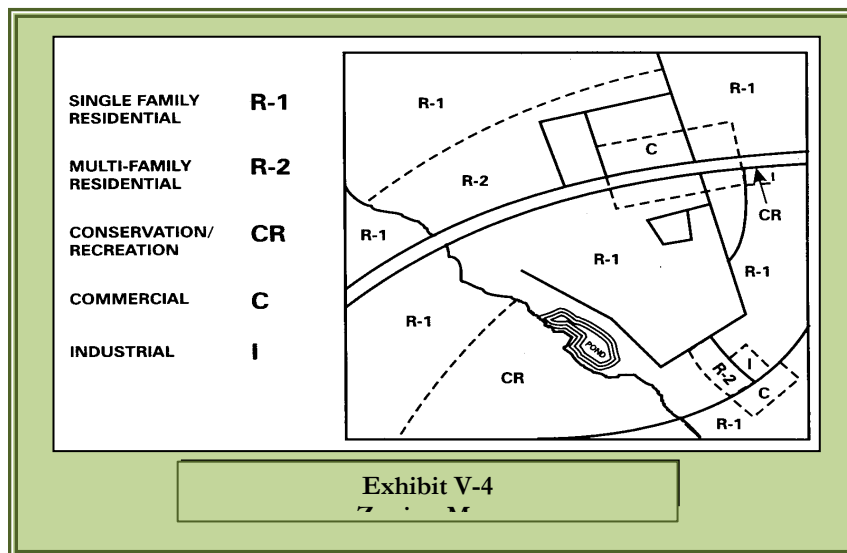 SINGLE FAMILY R-1
RESIDENTIAL
MULTI-FAMILY R-2
RESIDENTIAL
CONSERVATION/ CR
RECREATION
COMMERCIAL C
INDUSTRIAL I
R-1
R-1
C
R-2
I
CR
R-1
R-1
R-1
R-1
POND
I
R-2
C
CR
R-1
Exhibit V-4